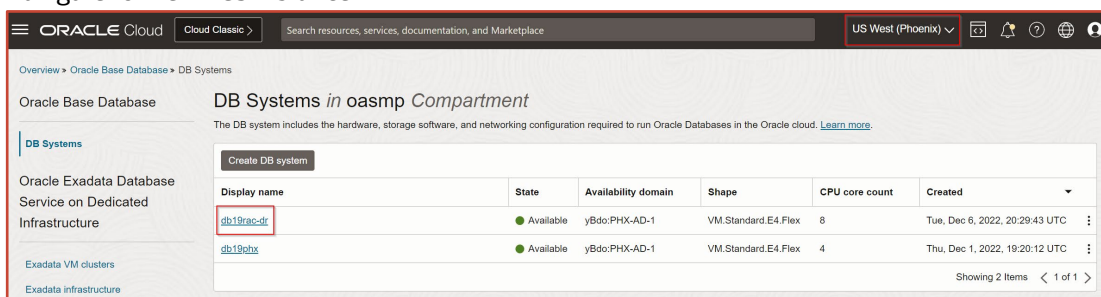 ORACLE Cloud Cloud Classic > Search resources, services, documentation, and Marketplace US West (Phoenix)
Overview » Oracle Base Database » DB Systems
Oracle Base Database
DB Systems
Oracle Exadata Database
Service on Dedicated
Infrastructure
Exadata VM clusters
Exadata infrastructure
DB Systems in oasmp Compartment
The DB system includes the hardware, storage software, and networking configuration required to run Oracle Databases in the Oracle cloud. Learn more.
Create DB system
Display name State Availability domain Shape CPU core count Created
db19rac-dr Available yBdo:PHX-AD-1 VM.Standard.E4.Flex 8 Tue, Dec 6, 2022, 20:29:43 UTC
db19phx Available yBdo:PHX-AD-1 VM.Standard.E4.Flex 4 Thu, Dec 1, 2022, 19:20:12 UTC
Showing 2 Items < 1 of 1 >